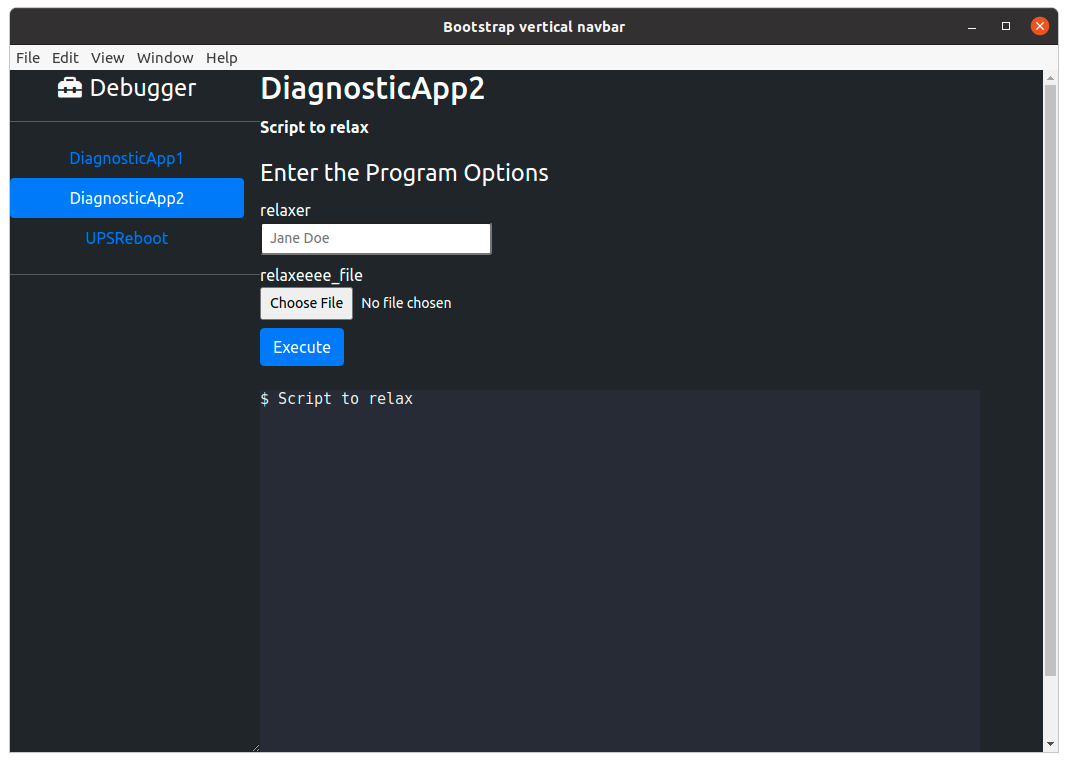 Bootstrap vertical navbar
File Edit View Window Help
Debugger
DiagnosticApp1
DiagnosticApp2
UPSReboot
DiagnosticApp2
Script to relax
Enter the Program Options
relaxer
Jane Doe
relaxeeee_file
Choose File No file chosen
Execute
$ Script to relax